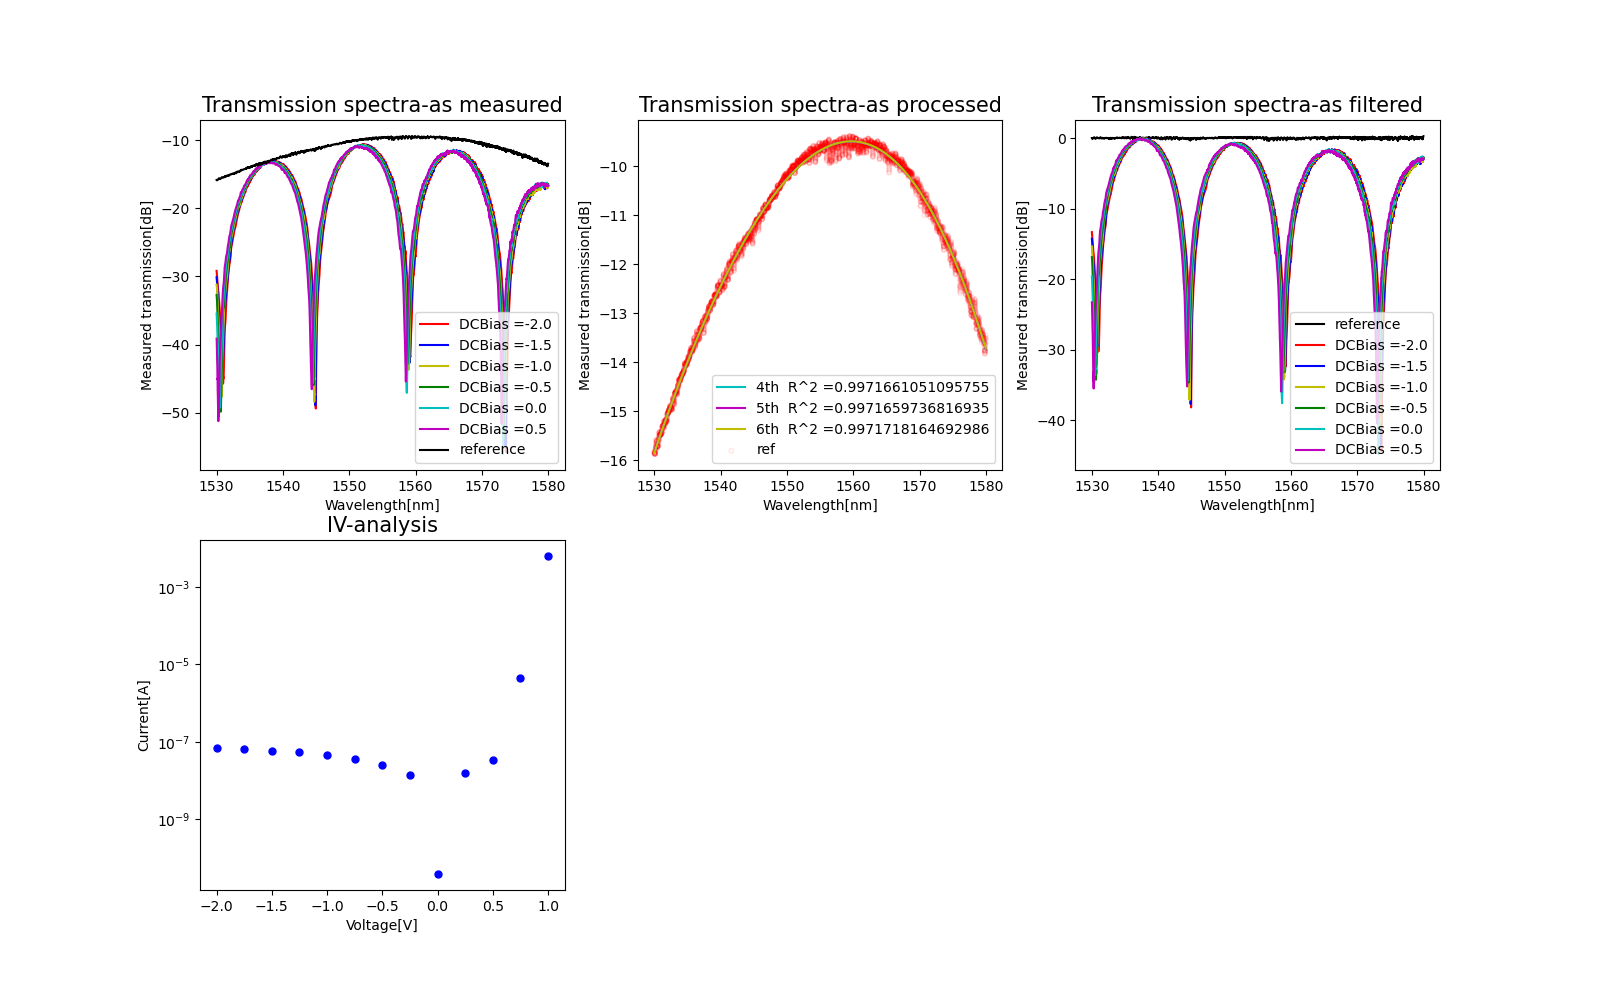 Transmission spectra-as measured
Measured transmission[dB]
−10
−20
−30
−40
−50
DCBias =-2.0
DCBias =-1.5
DCBias =-1.0
DCBias =-0.5
DCBias =0.0
DCBias =0.5
reference
1530 1540 1550 1560 1570 1580
Wavelength[nm]
Transmission spectra-as processed
Measured transmission[dB]
−10
−11
−12
−13
−14
−15
−16
4th R^2 =0.9971661051095755
5th R^2 =0.9971659736816935
6th R^2 =0.9971718164692986
ref
1530 1540 1550 1560 1570 1580
Wavelength[nm]
Transmission spectra-as filtered
Measured transmission[dB]
0
−10
−20
−30
−40
reference
DCBias =-2.0
DCBias =-1.5
DCBias =-1.0
DCBias =-0.5
DCBias =0.0
DCBias =0.5
1530 1540 1550 1560 1570 1580
Wavelength[nm]
IV-analysis
Current[A]
10⁻³
10⁻⁵
10⁻⁷
10⁻⁹
−2.0 −1.5 −1.0 −0.5 0.0 0.5 1.0
Voltage[V]